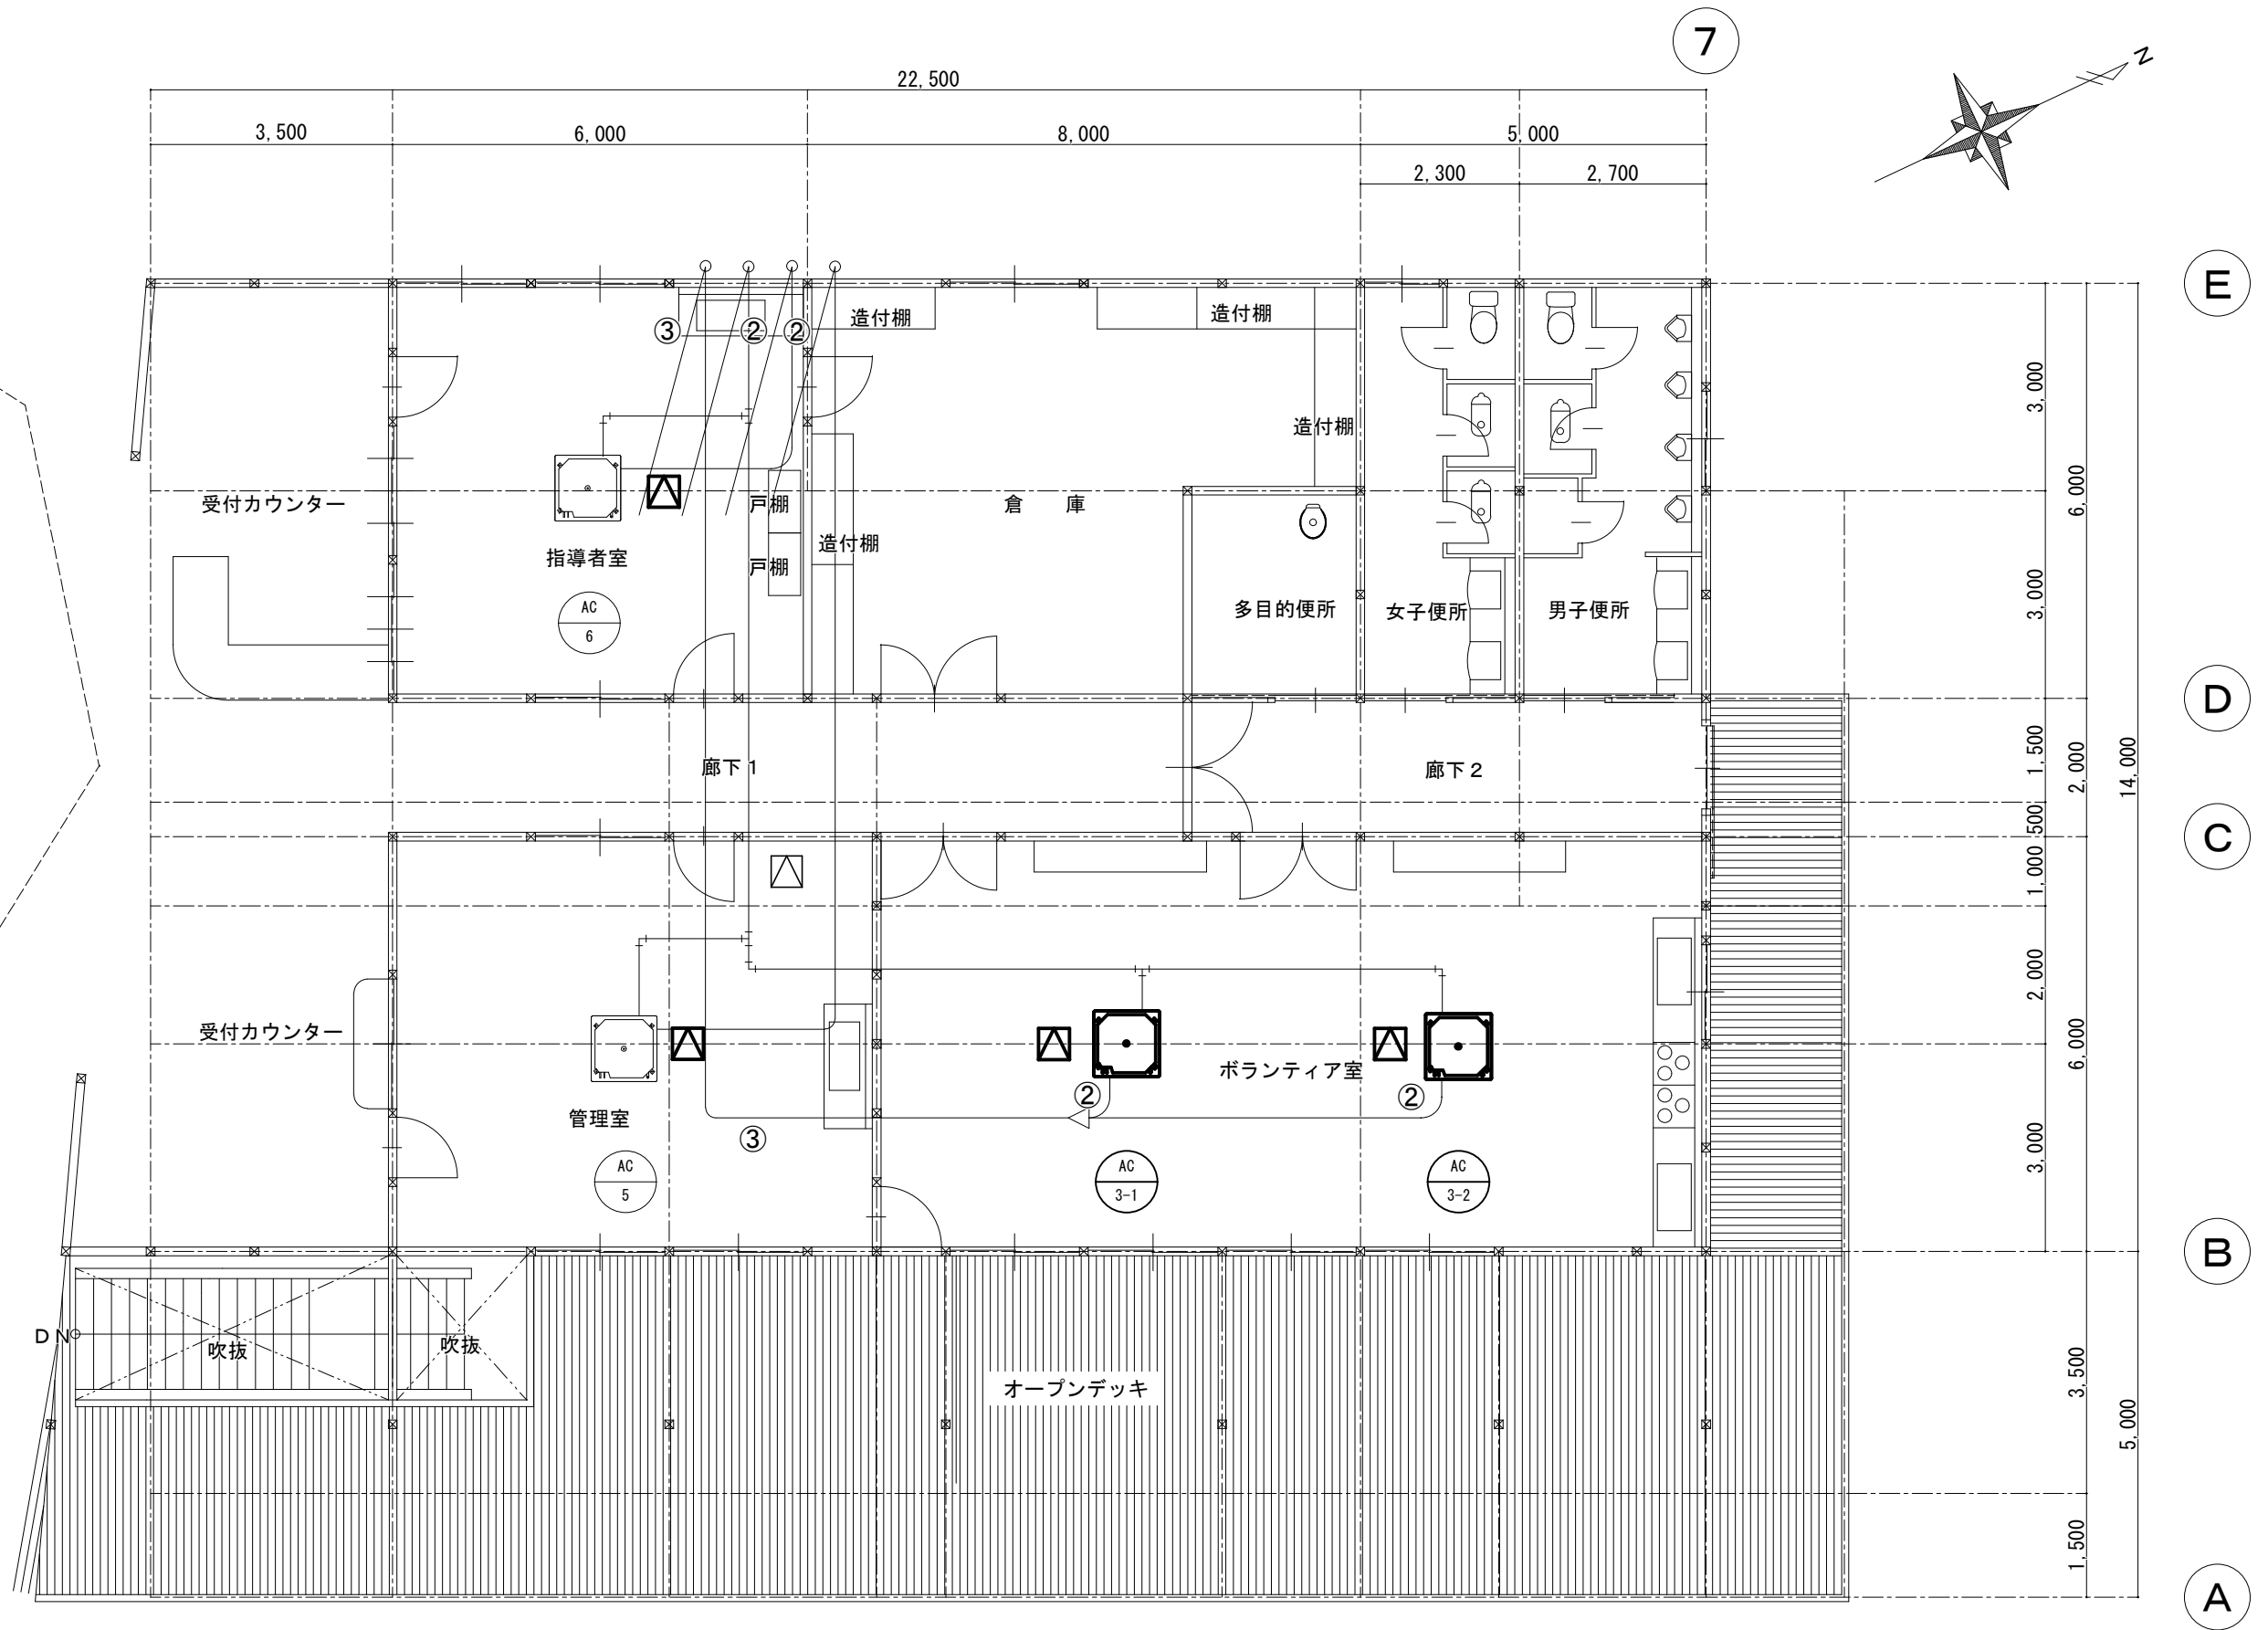 7
N
22,500
3,500
6,000
8,000
5,000
2,300
2,700
E
造付棚
造付棚
③
②
②
3,000
造付棚
受付カウンター
戸棚
倉 庫
6,000
造付棚
指導者室
戸棚
AC
6
多目的便所
女子便所
男子便所
3,000
D
廊下1
廊下2
1,500
2,000
14,000
500
C
1,000
2,000
受付カウンター
ボランティア室
6,000
②
②
管理室
③
3,000
AC
5
AC
3-1
AC
3-2
B
DN
吹抜
吹抜
オープンデッキ
3,500
5,000
1,500
A